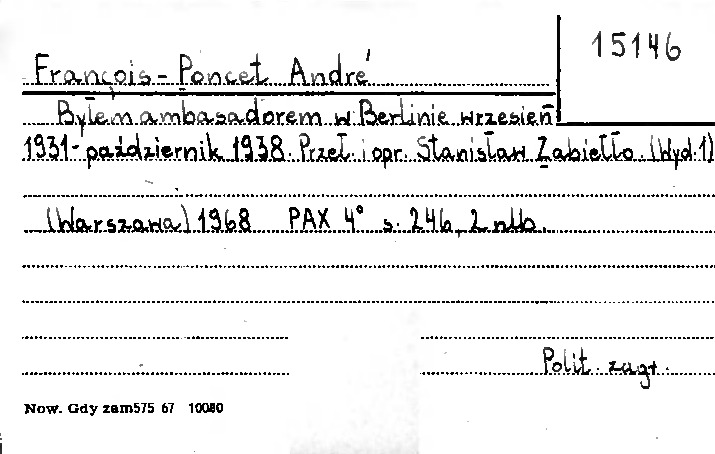 15146
François-Poncet André
Byłem ambasadorem w Berlinie wrzesień
1931-październik 1938. Przeł. i opr. Stanisław Zabiełło. (Wyd. 1)
(Warszawa) 1968 PAX 4° s. 246, 2 nlb.
Polit. zagr.
Now. Gdy zam575 67 10080